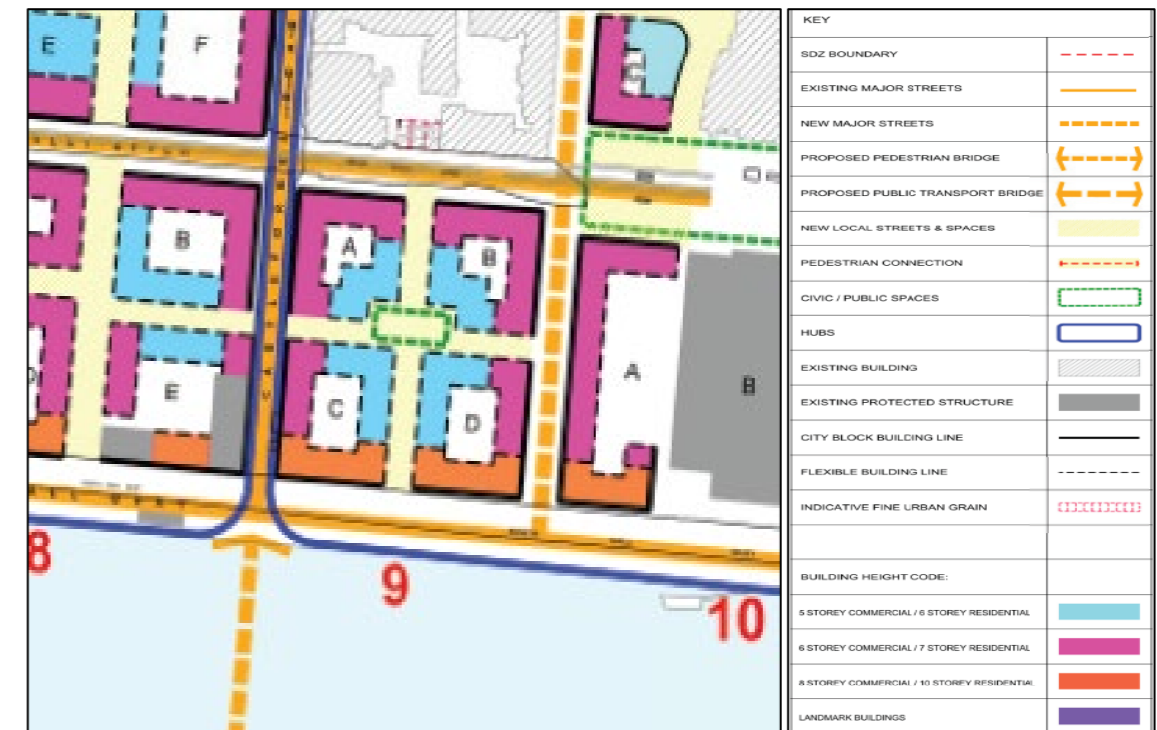 E
F
C
B
A
B
E
C
D
A
B
8
9
10
KEY
SDZ BOUNDARY
EXISTING MAJOR STREETS
NEW MAJOR STREETS
PROPOSED PEDESTRIAN BRIDGE
PROPOSED PUBLIC TRANSPORT BRIDGE
NEW LOCAL STREETS & SPACES
PEDESTRIAN CONNECTION
CIVIC / PUBLIC SPACES
HUBS
EXISTING BUILDING
EXISTING PROTECTED STRUCTURE
CITY BLOCK BUILDING LINE
FLEXIBLE BUILDING LINE
INDICATIVE FINE URBAN GRAIN
BUILDING HEIGHT CODE:
5 STOREY COMMERCIAL / 6 STOREY RESIDENTIAL
6 STOREY COMMERCIAL / 7 STOREY RESIDENTIAL
8 STOREY COMMERCIAL / 10 STOREY RESIDENTIAL
LANDMARK BUILDINGS